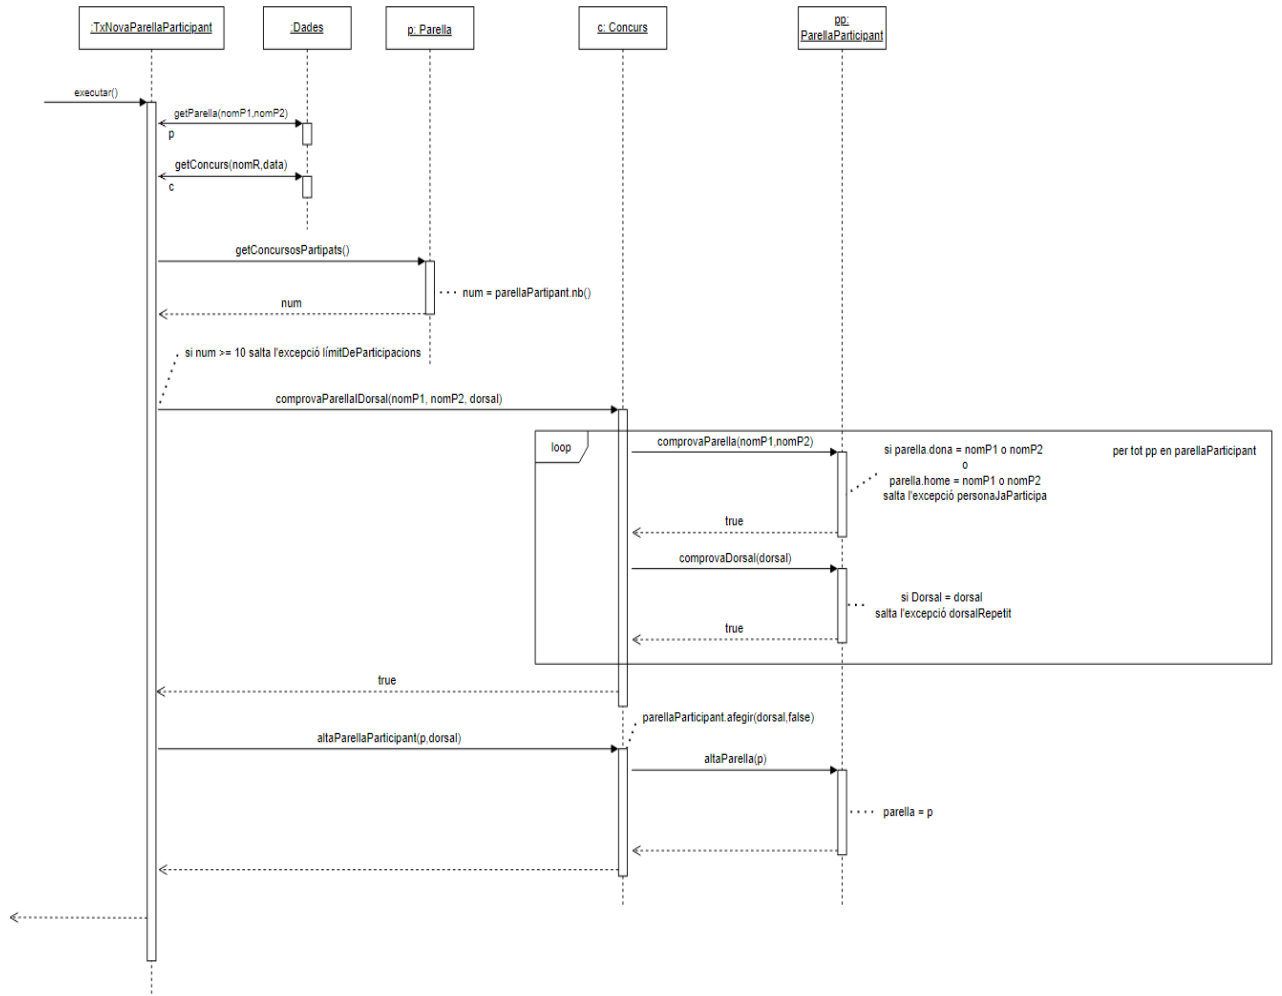 :TxNovaParellaParticipant
:Dades
p: Parella
c: Concurs
pp:
ParellaParticipant
executar()
getParella(nomP1,nomP2)
p
getConcurs(nomR,data)
c
getConcursosPartipats()
num = parellaPartipant.nb()
num
si num >= 10 salta l'excepció límitDeParticipacions
comprovaParellaIDorsal(nomP1, nomP2, dorsal)
loop
comprovaParella(nomP1,nomP2)
si parella.dona = nomP1 o nomP2
o
parella.home = nomP1 o nomP2
salta l'excepció personaJaParticipa
per tot pp en parellaParticipant
true
comprovaDorsal(dorsal)
si Dorsal = dorsal
salta l'excepció dorsalRepetit
true
true
parellaParticipant.afegir(dorsal,false)
altaParellaParticipant(p,dorsal)
altaParella(p)
parella = p